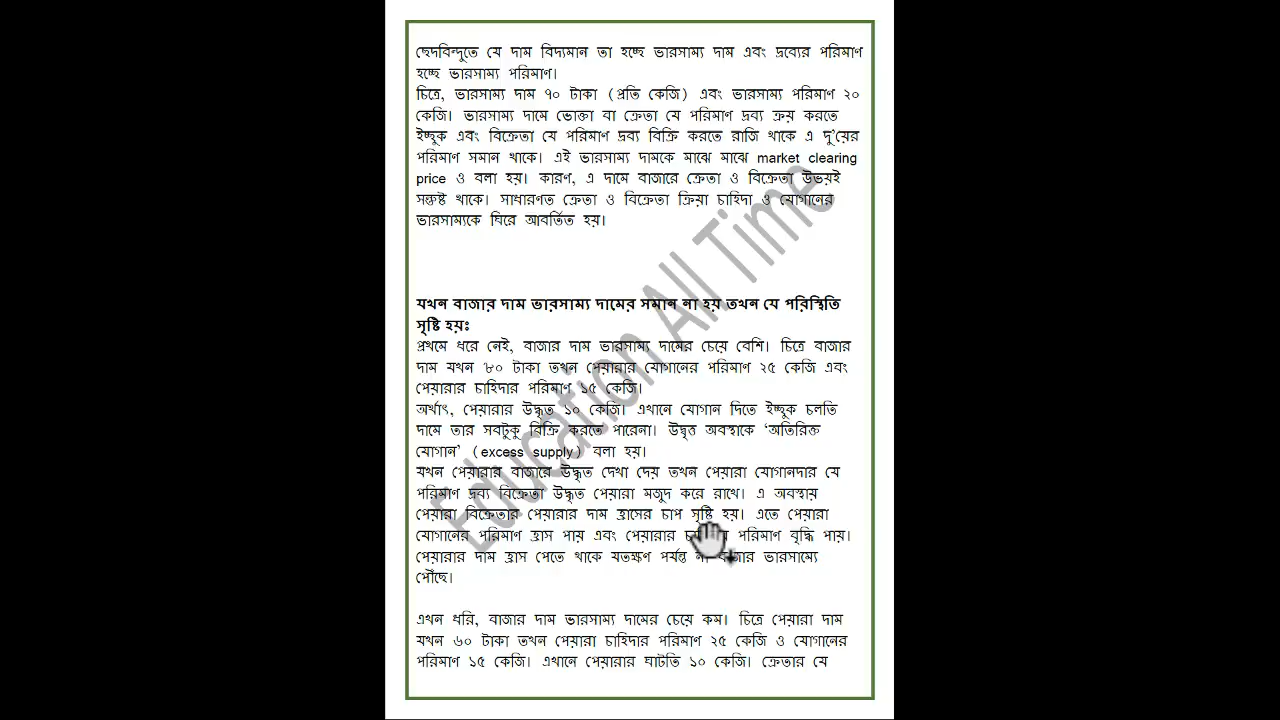 ছেদবিন্দুতে যে দাম বিদ্যমান তা হচ্ছে ভারসাম্য দাম এবং দ্রব্যের পরিমাণ
হচ্ছে ভারসাম্য পরিমাণ।
চিত্রে, ভারসাম্য দাম ৭০ টাকা (প্রতি কেজি) এবং ভারসাম্য পরিমাণ ২০
কেজি। ভারসাম্য দামে ভোক্তা বা ক্রেতা যে পরিমাণ দ্রব্য ক্রয় করতে
ইচ্ছুক এবং বিক্রেতা যে পরিমাণ দ্রব্য বিক্রি করতে রাজি থাকে এ দু'য়ের
পরিমাণ সমান থাকে। এই ভারসাম্য দামকে মাঝে মাঝে market clearing
price ও বলা হয়। কারণ, এ দামে বাজারে ক্রেতা ও বিক্রেতা উভয়ই
সন্তুষ্ট থাকে। সাধারণত ক্রেতা ও বিক্রেতা ক্রিয়া চাহিদা ও যোগানের
ভারসাম্যকে ঘিরে আবর্তিত হয়।
যখন বাজার দাম ভারসাম্য দামের সমান না হয় তখন যে পরিস্থিতি
সৃষ্টি হয়ঃ
প্রথমে ধরে নেই, বাজার দাম ভারসাম্য দামের চেয়ে বেশি। চিত্রে বাজার
দাম যখন ৮০ টাকা তখন পেয়ারার যোগানের পরিমাণ ২৫ কেজি এবং
পেয়ারার চাহিদার পরিমাণ ১৫ কেজি।
অর্থাৎ, পেয়ারার উদ্ধৃত ১০ কেজি। এখানে যোগান দিতে ইচ্ছুক চলতি
দামে তার সবটুকু বিক্রি করতে পারেনা। উদ্বৃত্ত অবস্থাকে 'অতিরিক্ত
যোগান' (excess supply) বলা হয়।
যখন পেয়ারার বাজারে উদ্ধৃত দেখা দেয় তখন পেয়ারা যোগানদার যে
পরিমাণ দ্রব্য বিক্রেতা উদ্ধৃত পেয়ারা মজুদ করে রাখে। এ অবস্থায়
পেয়ারা বিক্রেতার পেয়ারার দাম হ্রাসের চাপ সৃষ্টি হয়। এতে পেয়ারা
যোগানের পরিমাণ হ্রাস পায় এবং পেয়ারার পরিমাণ বৃদ্ধি পায়।
পেয়ারার দাম হ্রাস পেতে থাকে যতক্ষণ পর্যন্ত না বাজার ভারসাম্যে
পৌঁছে।
এখন ধরি, বাজার দাম ভারসাম্য দামের চেয়ে কম। চিত্রে পেয়ারা দাম
যখন ৬০ টাকা তখন পেয়ারা চাহিদার পরিমাণ ২৫ কেজি ও যোগানের
পরিমাণ ১৫ কেজি। এখানে পেয়ারার ঘাটতি ১০ কেজি। ক্রেতার যে
Education All Time